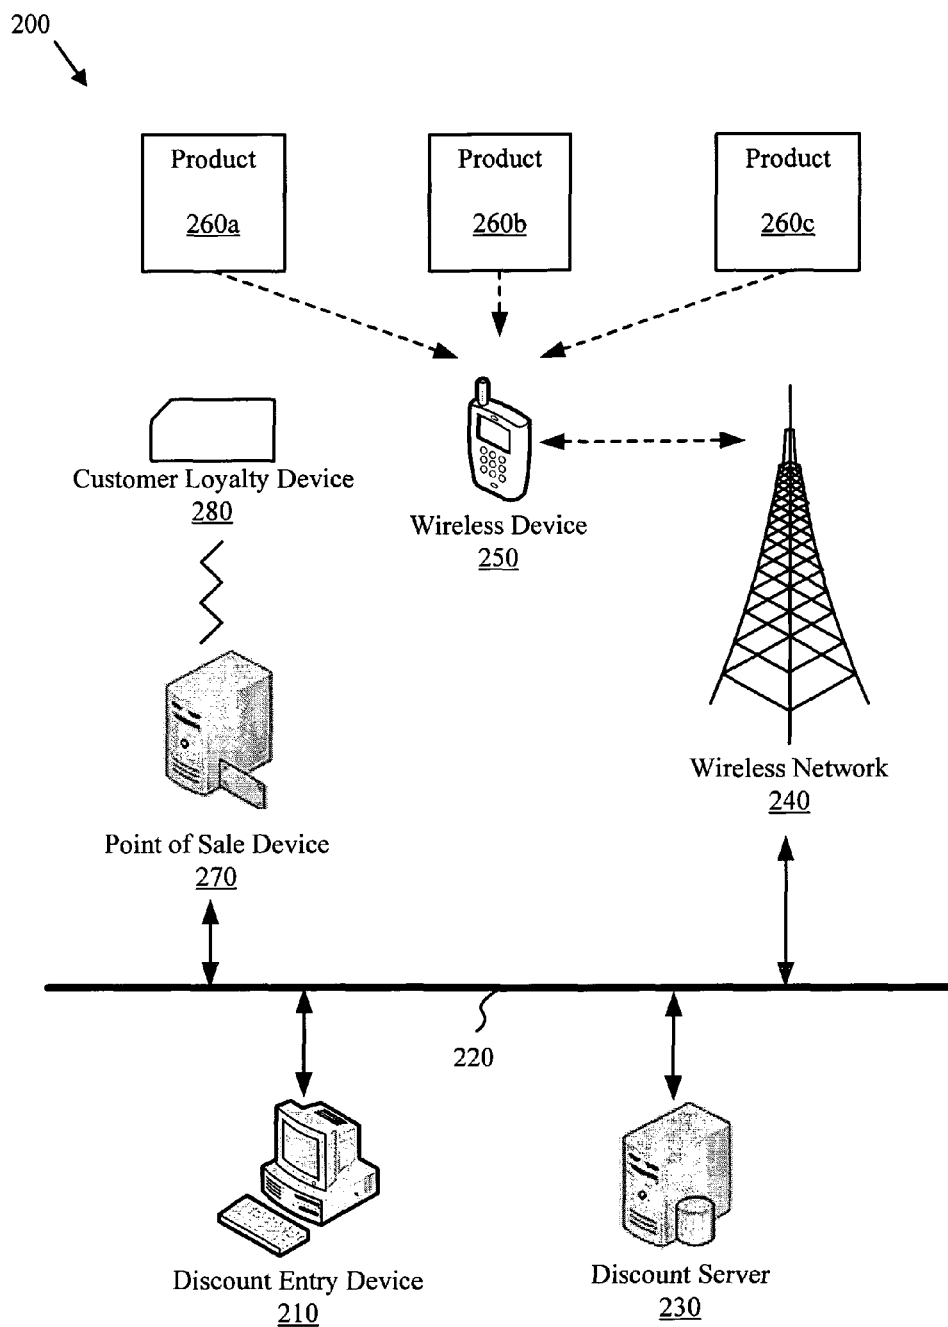 200
Product
260a
Product
260b
Product
260c
Customer Loyalty Device
280
Wireless Device
250
Wireless Network
240
Point of Sale Device
270
220
Discount Entry Device
210
Discount Server
230